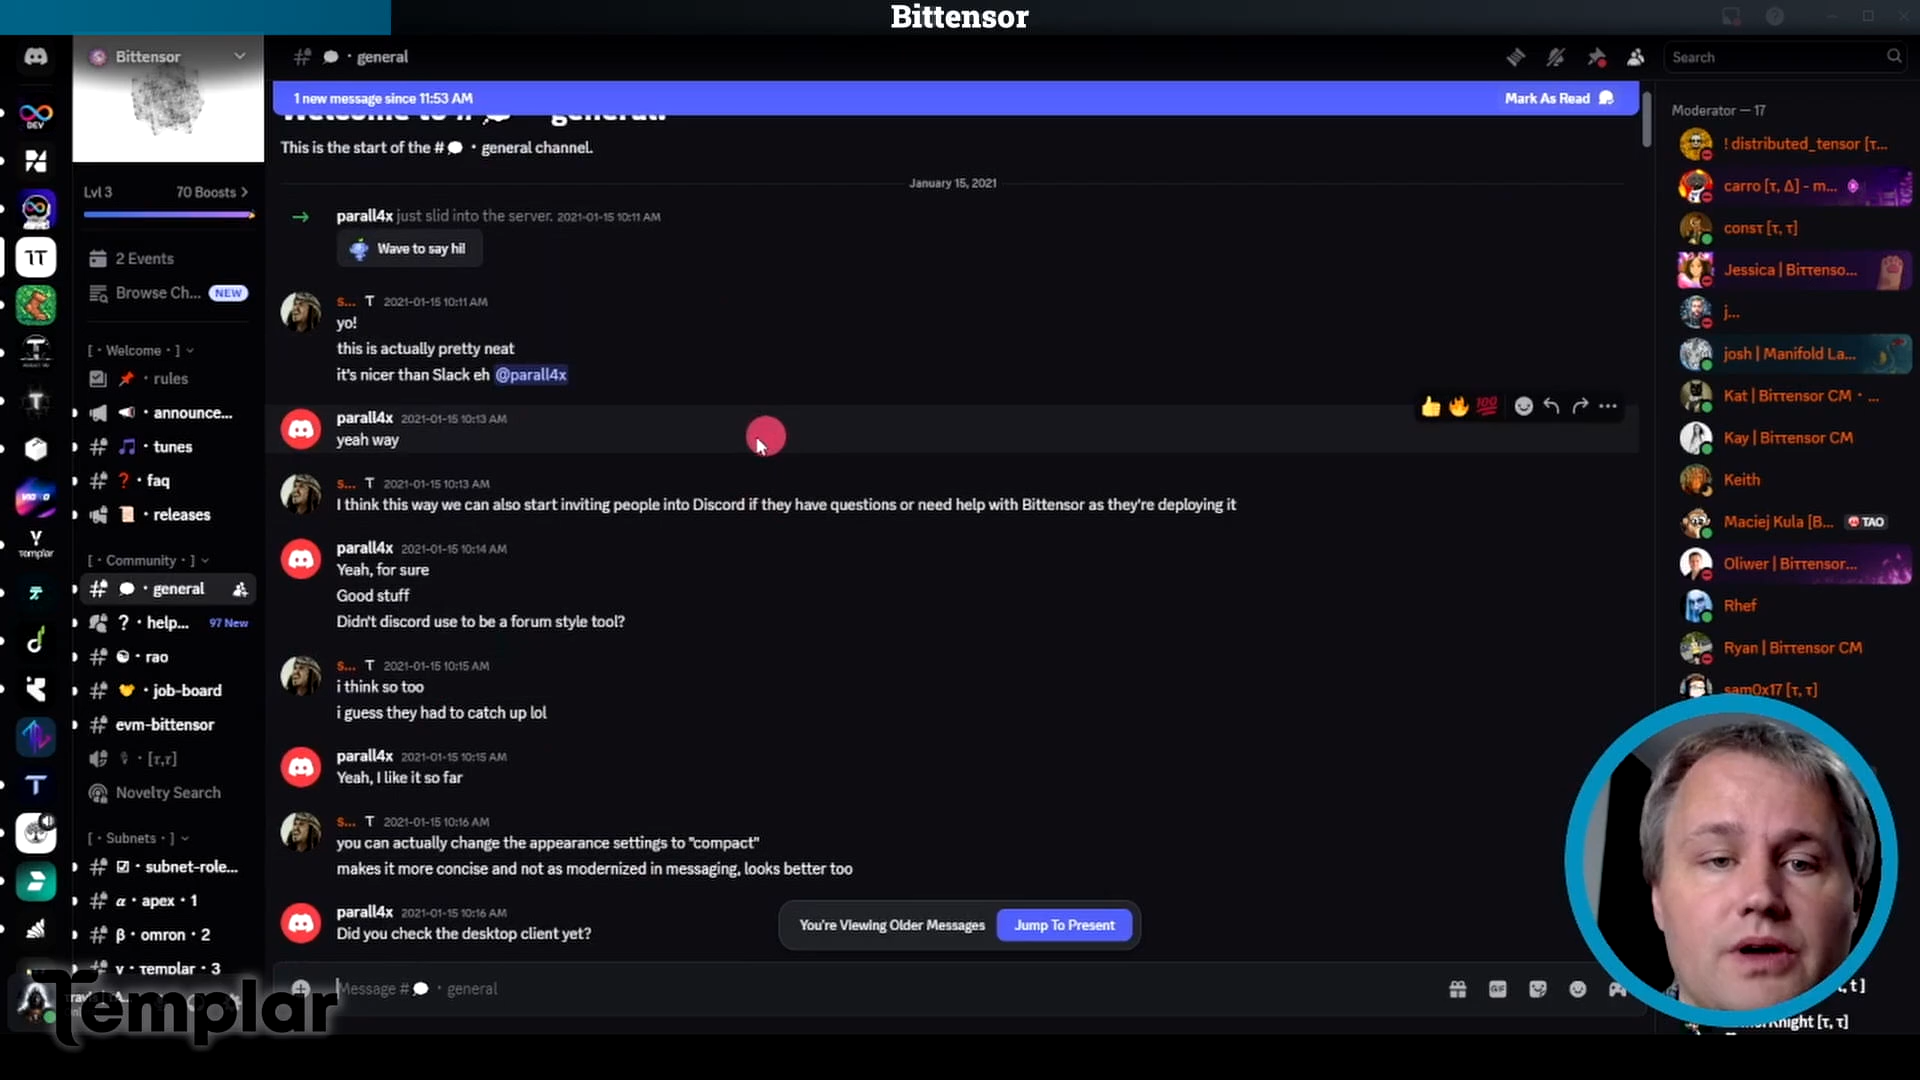 Bittensor
Bittensor
Lvl 3
70 Boosts
2 Events
Browse Ch...
NEW
[ · Welcome · ]
· rules
· announce...
· tunes
· faq
· releases
[ · Community · ]
· general
· help...
97 New
· rao
· job-board
evm-bittensor
· [τ,τ]
Novelty Search
[ · Subnets · ]
· subnet-role...
α · apex · 1
β · omron · 2
γ · templar · 3
Templar
DEV
templar
· general
Search
1 new message since 11:53 AM
Mark As Read
This is the start of the # · general channel.
January 15, 2021
parall4x just slid into the server. 2021-01-15 10:11 AM
Wave to say hi!
s... T 2021-01-15 10:11 AM
yo!
this is actually pretty neat
it's nicer than Slack eh @parall4x
parall4x 2021-01-15 10:13 AM
yeah way
s... T 2021-01-15 10:13 AM
I think this way we can also start inviting people into Discord if they have questions or need help with Bittensor as they're deploying it
parall4x 2021-01-15 10:14 AM
Yeah, for sure
Good stuff
Didn't discord use to be a forum style tool?
s... T 2021-01-15 10:15 AM
i think so too
i guess they had to catch up lol
parall4x 2021-01-15 10:15 AM
Yeah, I like it so far
s... T 2021-01-15 10:16 AM
you can actually change the appearance settings to "compact"
makes it more concise and not as modernized in messaging, looks better too
parall4x 2021-01-15 10:16 AM
Did you check the desktop client yet?
You're Viewing Older Messages
Jump To Present
Message # · general
GIF
Moderator — 17
! distributed_tensor [τ...
carro [τ, Δ] - m...
consτ [τ, τ]
Jessica | Bittenso...
j...
josh | Manifold La...
Kat | Bittensor CM · ...
Kay | Bittensor CM
Keith
Maciej Kula [B...
TAO
Oliwer | Bittensor...
Rhef
Ryan | Bittensor CM
sam0x17 [τ, τ]